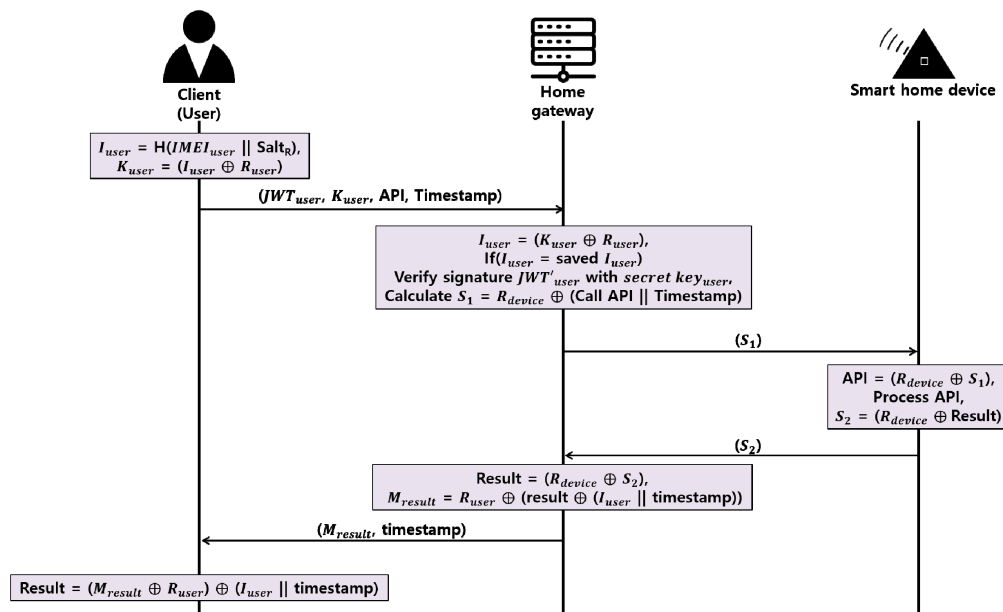 Client
(User)
Home
gateway
Smart home device
I_user = H(IMEI_user || Salt_R),
K_user = (I_user ⊕ R_user)
(JWT_user, K_user, API, Timestamp)
I_user = (K_user ⊕ R_user),
If(I_user = saved I_user)
Verify signature JWT'_user with secret key_user,
Calculate S_1 = R_device ⊕ (Call API || Timestamp)
(S_1)
API = (R_device ⊕ S_1),
Process API,
S_2 = (R_device ⊕ Result)
(S_2)
Result = (R_device ⊕ S_2),
M_result = R_user ⊕ (result ⊕ (I_user || timestamp))
(M_result, timestamp)
Result = (M_result ⊕ R_user) ⊕ (I_user || timestamp)